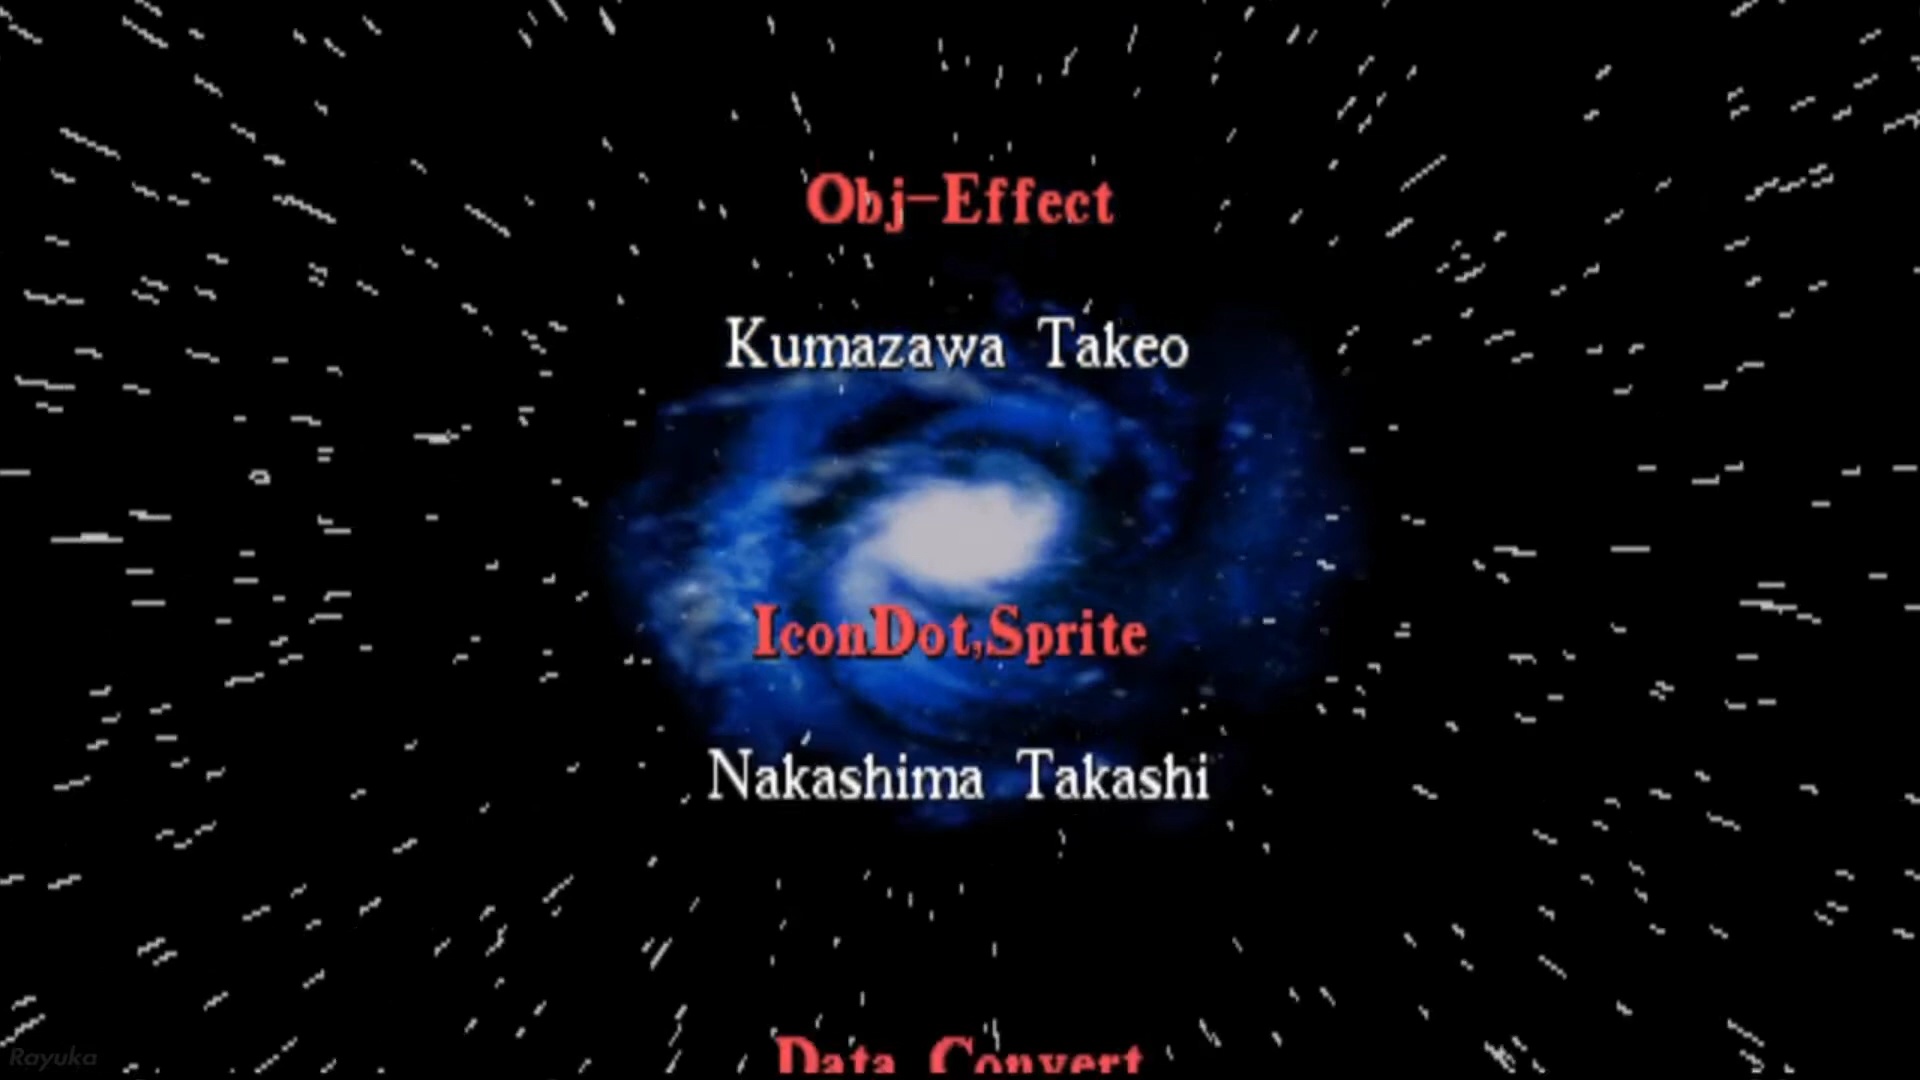 Obj-Effect
Kumazawa Takeo
IconDot,Sprite
Nakashima Takashi
Data Convert
Rayuka